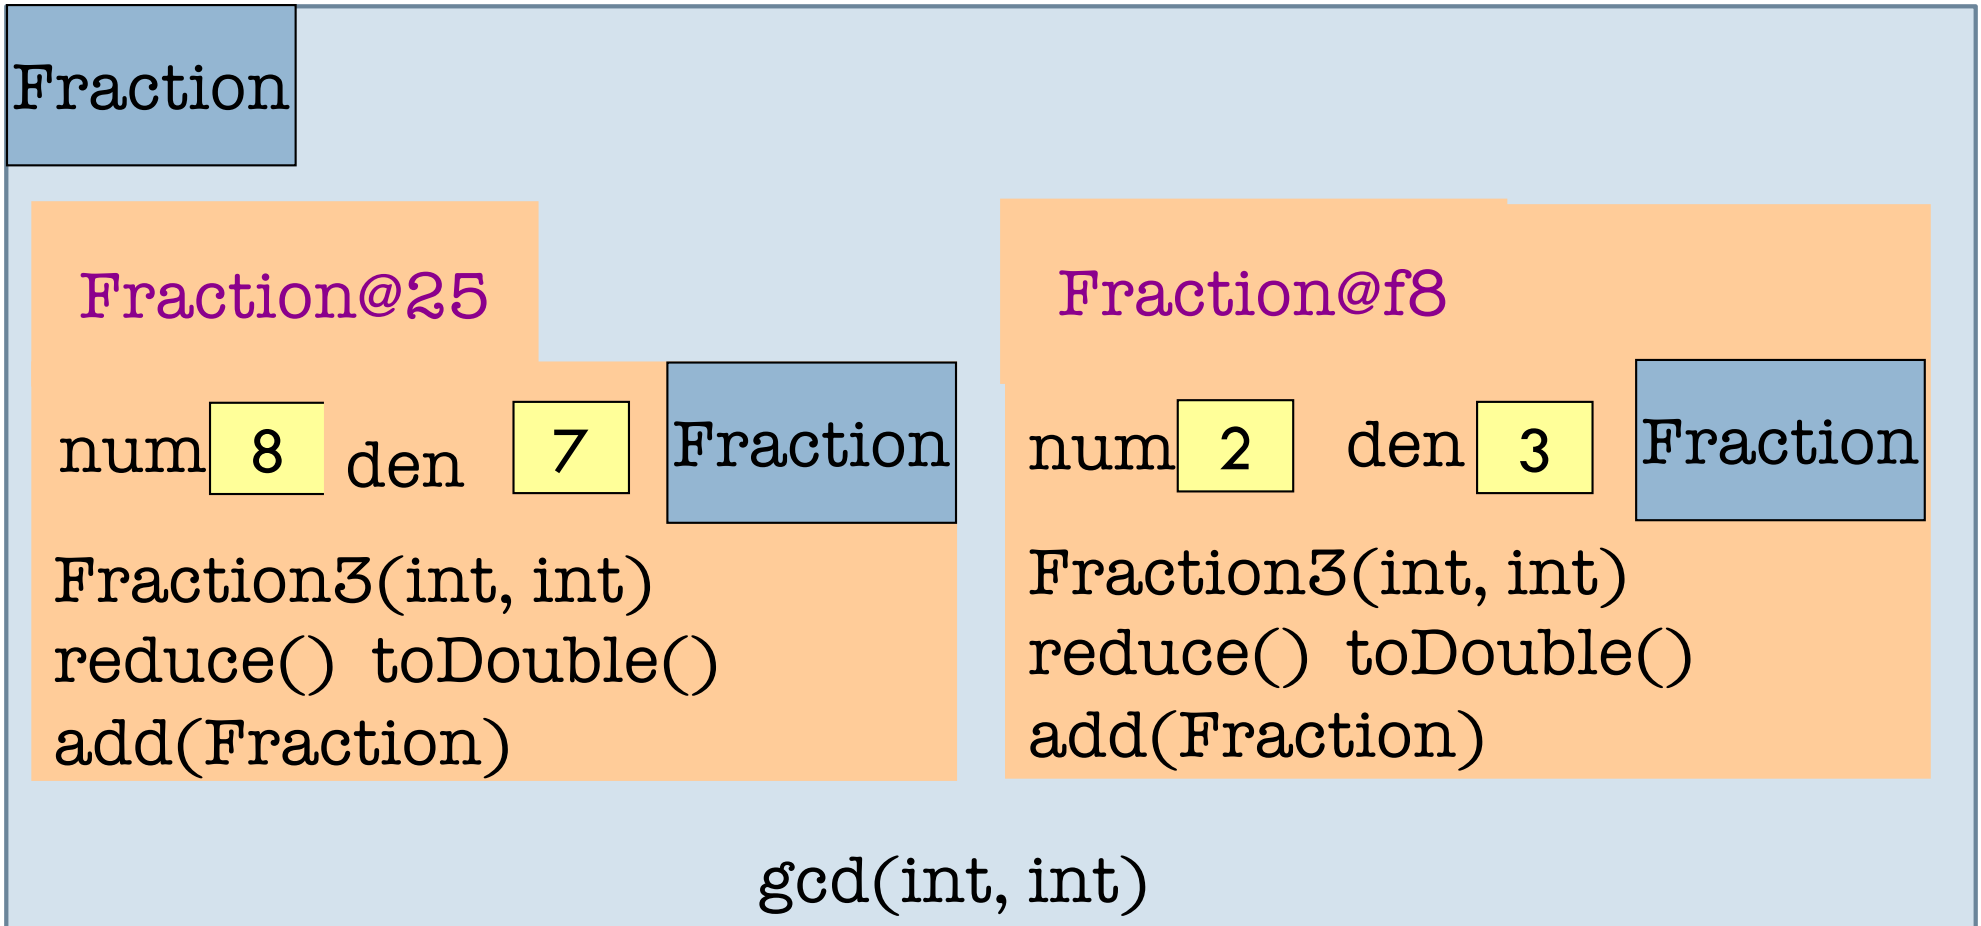 Fraction
Fraction@25
num 8 den 7 Fraction
Fraction3(int, int)
reduce() toDouble()
add(Fraction)
Fraction@f8
num 2 den 3 Fraction
Fraction3(int, int)
reduce() toDouble()
add(Fraction)
gcd(int, int)